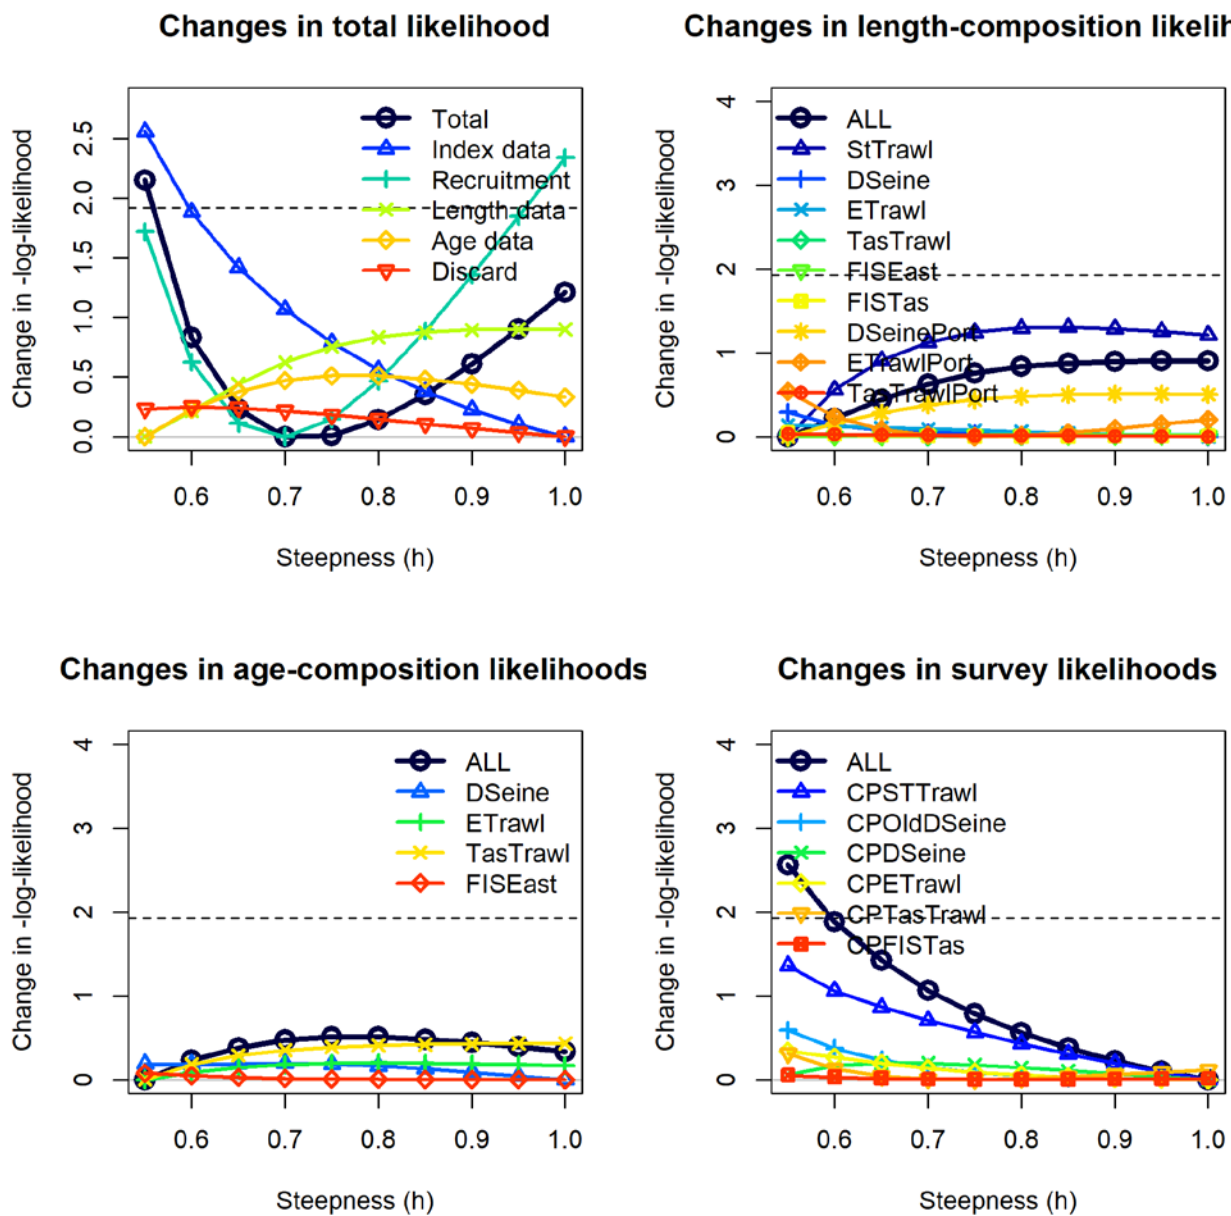 Changes in total likelihood
Change in -log-likelihood
0.0 0.5 1.0 1.5 2.0 2.5
Total
Index data
Recruitment
Length data
Age data
Discard
0.6 0.7 0.8 0.9 1.0
Steepness (h)
Changes in length-composition likelih
Change in -log-likelihood
0 1 2 3 4
ALL
StTrawl
DSeine
ETrawl
TasTrawl
FISEast
FISTas
DSeinePort
ETrawlPort
TasTrawlPort
0.6 0.7 0.8 0.9 1.0
Steepness (h)
Changes in age-composition likelihoods
Change in -log-likelihood
0 1 2 3 4
ALL
DSeine
ETrawl
TasTrawl
FISEast
0.6 0.7 0.8 0.9 1.0
Steepness (h)
Changes in survey likelihoods
Change in -log-likelihood
0 1 2 3 4
ALL
CPSTTrawl
CPOldDSeine
CPDSeine
CPETrawl
CPTasTrawl
CPFISTas
0.6 0.7 0.8 0.9 1.0
Steepness (h)